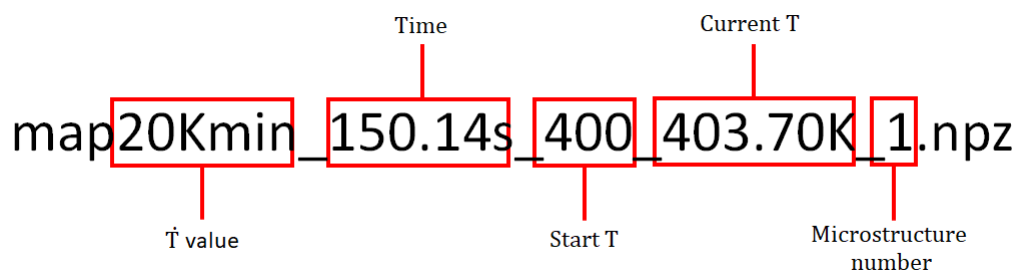 Time
Current T
map20Kmin_150.14s_400_403.70K_1.npz
Ṫ value
Start T
Microstructure
number